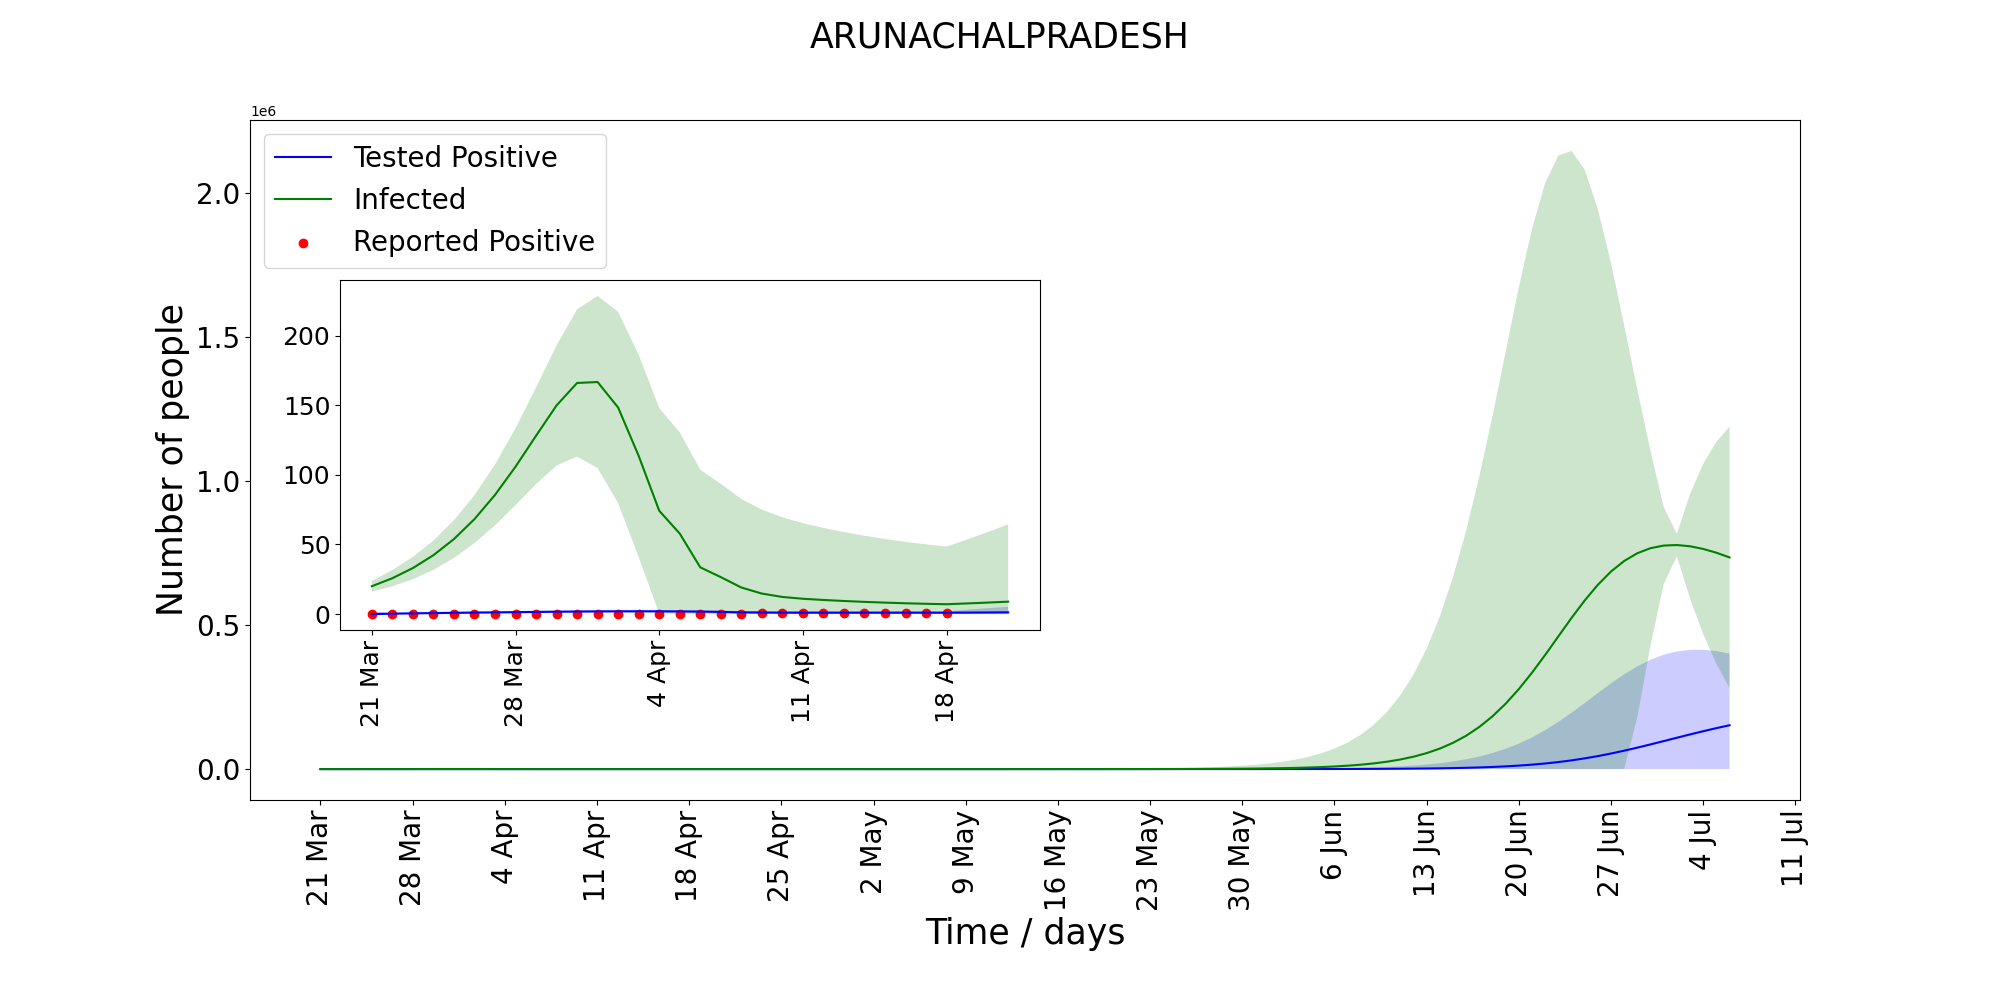 ARUNACHALPRADESH
1e6
Tested Positive
Infected
Reported Positive
Number of people
2.0
1.5
1.0
0.5
0.0
200
150
100
50
0
21 Mar
28 Mar
4 Apr
11 Apr
18 Apr
21 Mar
28 Mar
4 Apr
11 Apr
18 Apr
25 Apr
2 May
9 May
16 May
23 May
30 May
6 Jun
13 Jun
20 Jun
27 Jun
4 Jul
11 Jul
Time / days